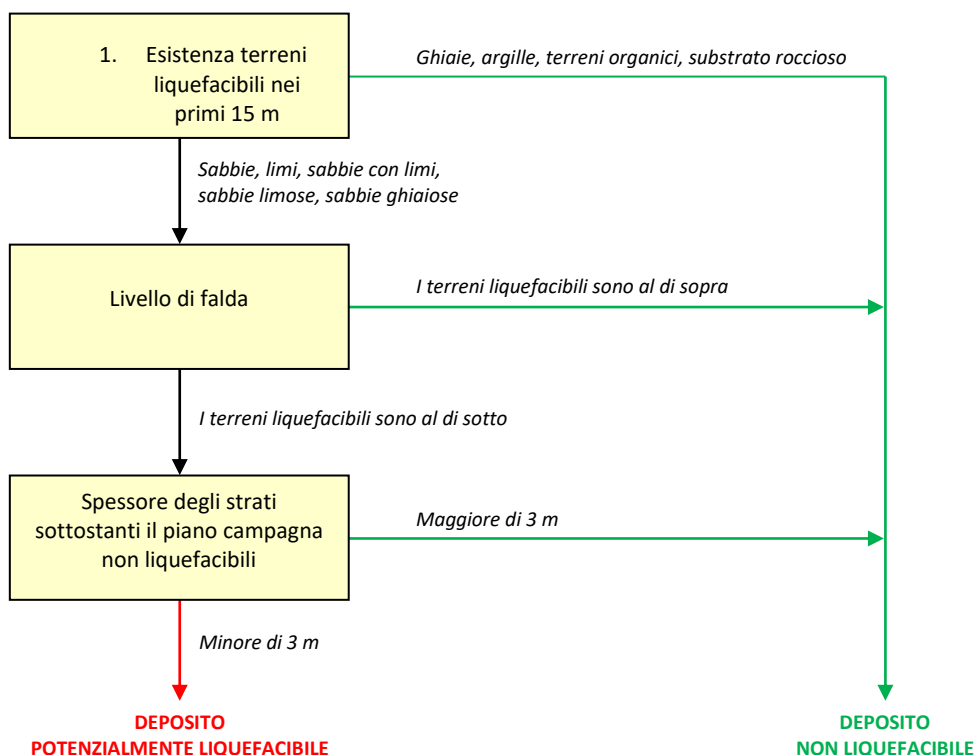 1. Esistenza terreni
liquefacibili nei
primi 15 m
Ghiaie, argille, terreni organici, substrato roccioso
Sabbie, limi, sabbie con limi,
sabbie limose, sabbie ghiaiose
Livello di falda
I terreni liquefacibili sono al di sopra
I terreni liquefacibili sono al di sotto
Spessore degli strati
sottostanti il piano campagna
non liquefacibili
Maggiore di 3 m
Minore di 3 m
DEPOSITO
POTENZIALMENTE LIQUEFACIBILE
DEPOSITO
NON LIQUEFACIBILE